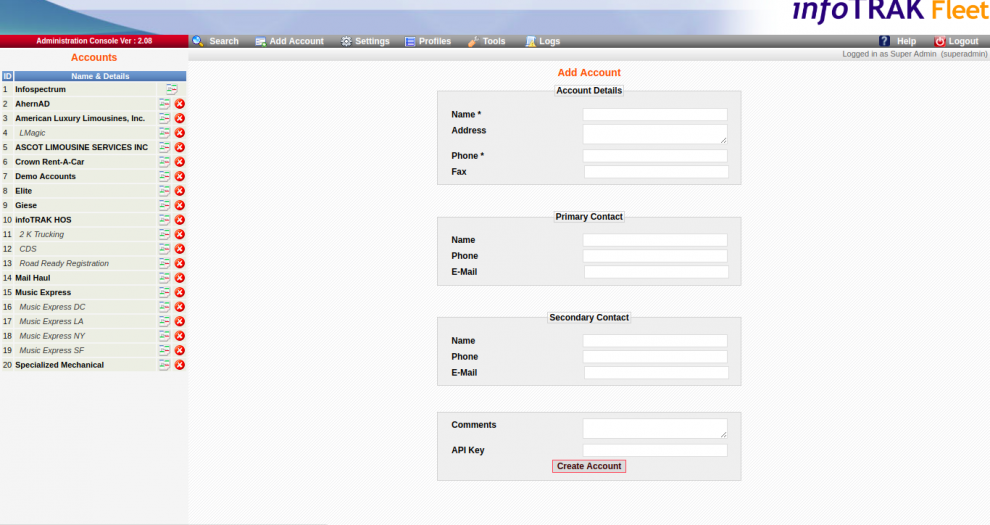 infoTRAK Fleet
Administration Console Ver : 2.08
Search Add Account Settings Profiles Tools Logs Help Logout
Logged in as Super Admin (superadmin)
Accounts
ID Name & Details
1 Infospectrum
2 AhernAD
3 American Luxury Limousines, Inc.
4 LMagic
5 ASCOT LIMOUSINE SERVICES INC
6 Crown Rent-A-Car
7 Demo Accounts
8 Elite
9 Giese
10 infoTRAK HOS
11 2 K Trucking
12 CDS
13 Road Ready Registration
14 Mail Haul
15 Music Express
16 Music Express DC
17 Music Express LA
18 Music Express NY
19 Music Express SF
20 Specialized Mechanical
Add Account
Account Details
Name *
Address
Phone *
Fax
Primary Contact
Name
Phone
E-Mail
Secondary Contact
Name
Phone
E-Mail
Comments
API Key
Create Account